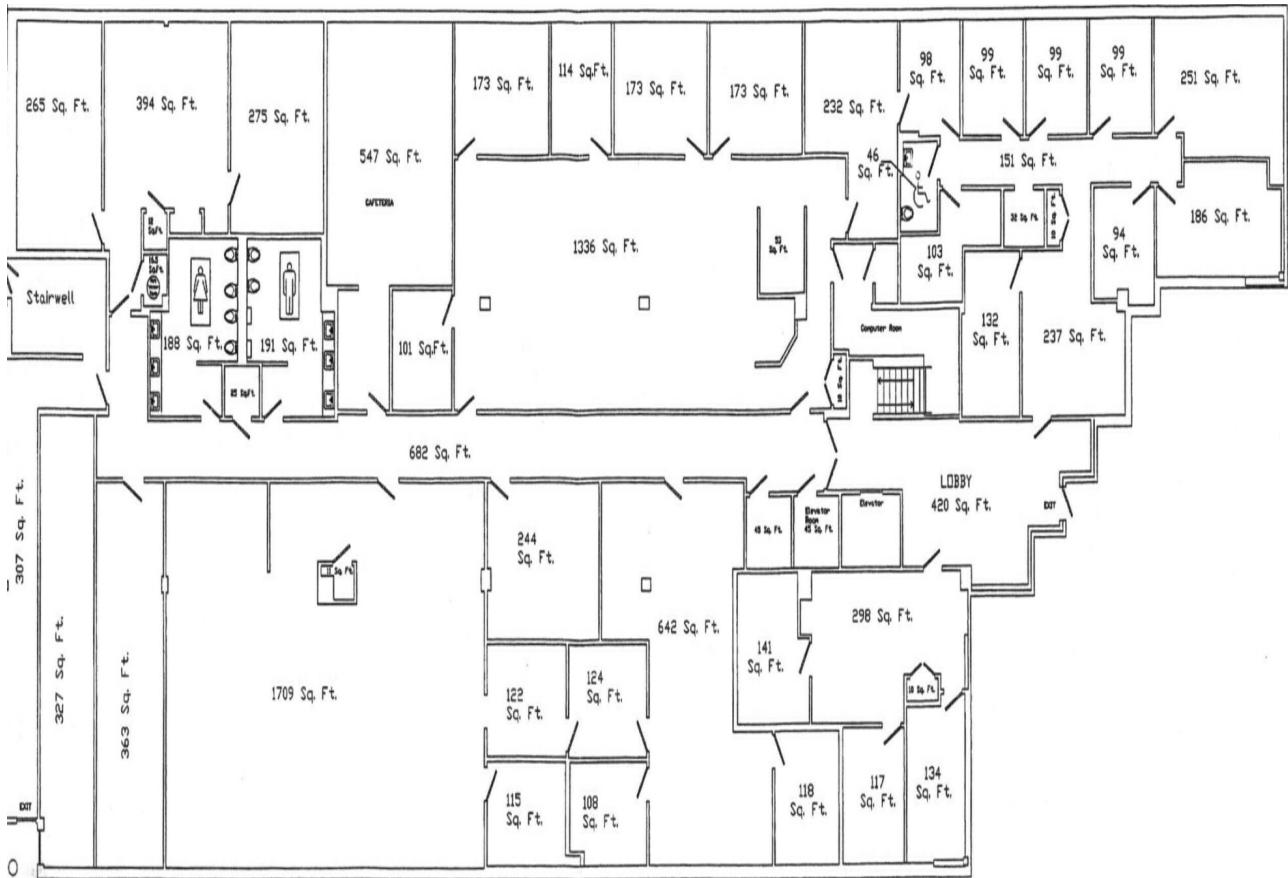 265 Sq. Ft.
394 Sq. Ft.
275 Sq. Ft.
547 Sq. Ft.
CAFETERIA
173 Sq. Ft.
114 Sq.Ft.
173 Sq. Ft.
173 Sq. Ft.
232 Sq. Ft.
98
Sq. Ft.
99
Sq. Ft.
99
Sq. Ft.
99
Sq. Ft.
251 Sq. Ft.
46
Sq. Ft.
151 Sq. Ft.
186 Sq. Ft.
94
Sq. Ft.
32 Sq. Ft.
103
Sq. Ft.
1336 Sq. Ft.
Sq. Ft.
Stairwell
188 Sq. Ft.
191 Sq. Ft.
101 Sq.Ft.
Computer Room
132
Sq. Ft.
237 Sq. Ft.
682 Sq. Ft.
LOBBY
420 Sq. Ft.
EXIT
Elevator
Elevator
Room
45 Sq. Ft.
45 Sq. Ft.
307 Sq. Ft.
327 Sq. Ft.
363 Sq. Ft.
Sq. Ft.
1709 Sq. Ft.
244
Sq. Ft.
642 Sq. Ft.
141
Sq. Ft.
298 Sq. Ft.
122
Sq. Ft.
124
Sq. Ft.
115
Sq. Ft.
108
Sq. Ft.
118
Sq. Ft.
117
Sq. Ft.
134
Sq. Ft.
EXIT